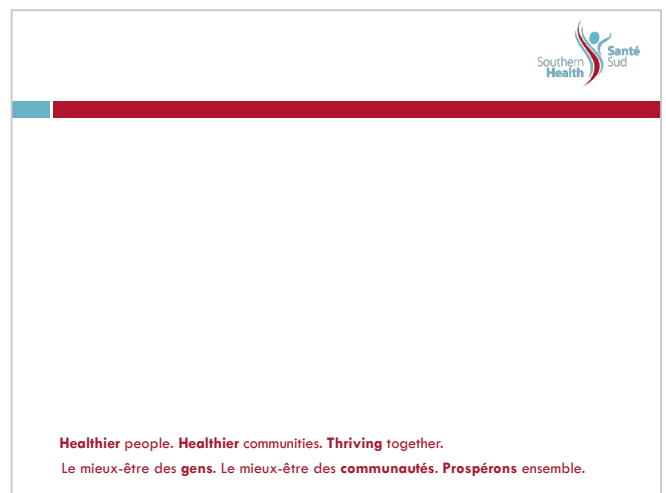 Southern Santé
Health Sud
Healthier people. Healthier communities. Thriving together.
Le mieux-être des gens. Le mieux-être des communautés. Prospérons ensemble.